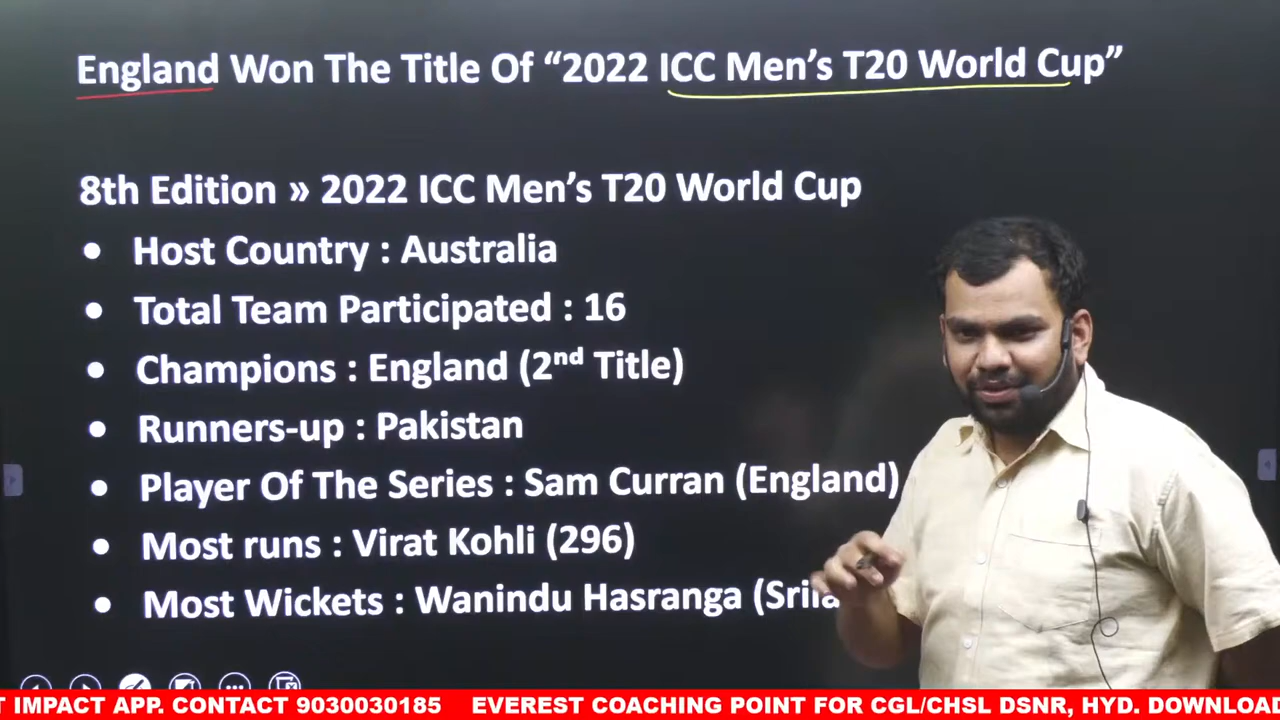 England Won The Title Of “2022 ICC Men’s T20 World Cup”
8th Edition » 2022 ICC Men’s T20 World Cup
• Host Country : Australia
• Total Team Participated : 16
• Champions : England (2nd Title)
• Runners-up : Pakistan
• Player Of The Series : Sam Curran (England)
• Most runs : Virat Kohli (296)
• Most Wickets : Wanindu Hasranga
IMPACT APP. CONTACT 9030030185 EVEREST COACHING POINT FOR CGL/CHSL DSNR, HYD.